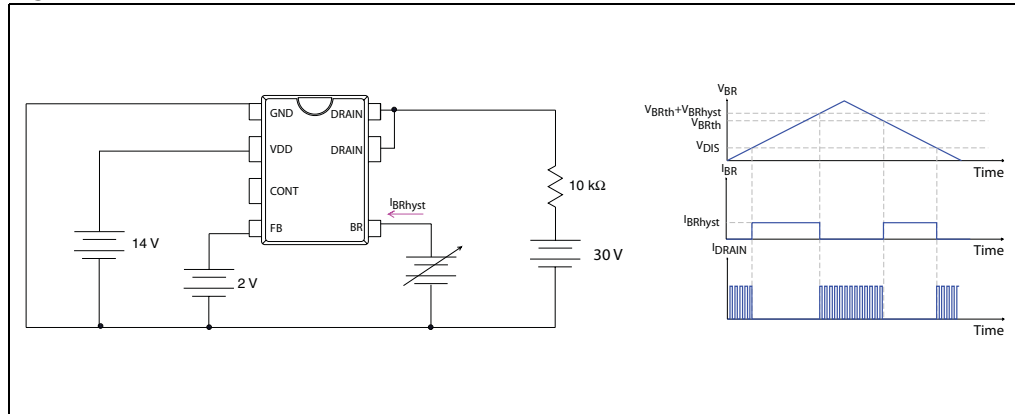 GND
DRAIN
VDD
DRAIN
CONT
FB
BR
IBRhyst
14 V
2 V
10 kΩ
30 V
VBR
VBRth+VBRhyst
VBRth
VDIS
Time
IBR
IBRhyst
Time
IDRAIN
Time